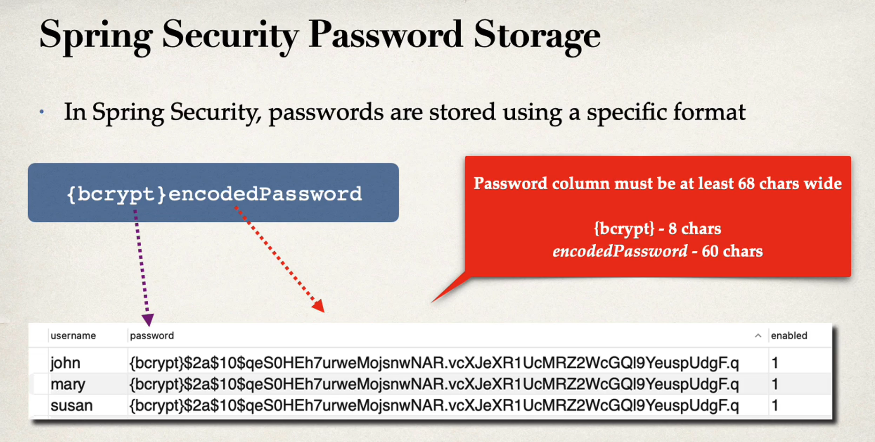 Spring Security Password Storage
• In Spring Security, passwords are stored using a specific format
{bcrypt}encodedPassword
Password column must be at least 68 chars wide
{bcrypt} - 8 chars
encodedPassword - 60 chars
username password enabled
john {bcrypt}$2a$10$qeS0HEh7urweMojsnwNAR.vcXJeXR1UcMRZ2WcGQl9YeuspUdgF.q 1
mary {bcrypt}$2a$10$qeS0HEh7urweMojsnwNAR.vcXJeXR1UcMRZ2WcGQl9YeuspUdgF.q 1
susan {bcrypt}$2a$10$qeS0HEh7urweMojsnwNAR.vcXJeXR1UcMRZ2WcGQl9YeuspUdgF.q 1